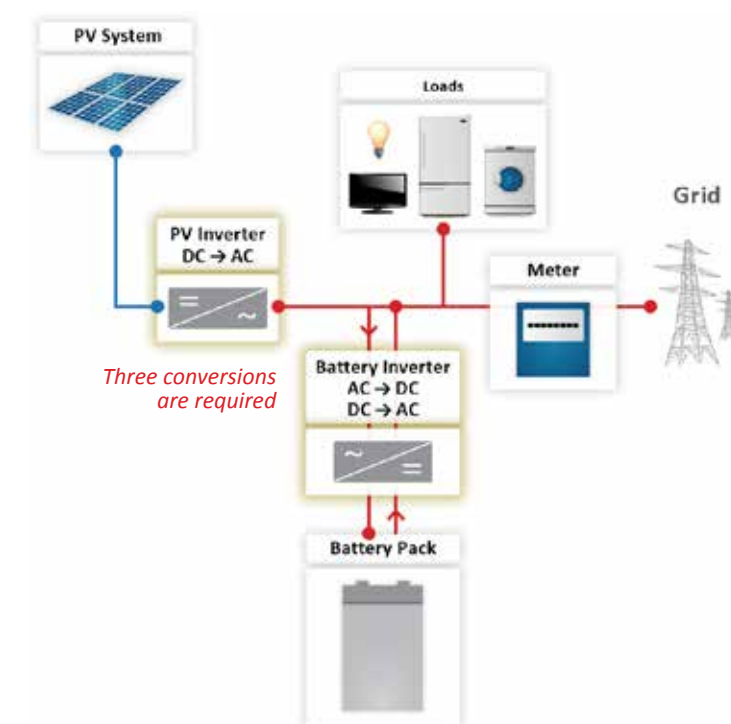 PV System
Loads
Grid
PV Inverter
DC → AC
Meter
Three conversions
are required
Battery Inverter
AC → DC
DC → AC
Battery Pack